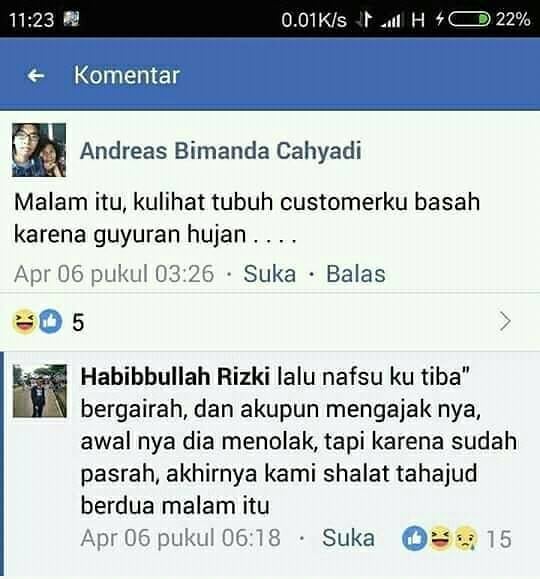 11:23 0.01K/s H 22%
Komentar
Andreas Bimanda Cahyadi
Malam itu, kulihat tubuh customerku basah
karena guyuran hujan . . . .
Apr 06 pukul 03:26 · Suka · Balas
5
Habibbullah Rizki lalu nafsu ku tiba"
bergairah, dan akupun mengajak nya,
awal nya dia menolak, tapi karena sudah
pasrah, akhirnya kami shalat tahajud
berdua malam itu
Apr 06 pukul 06:18 · Suka 15